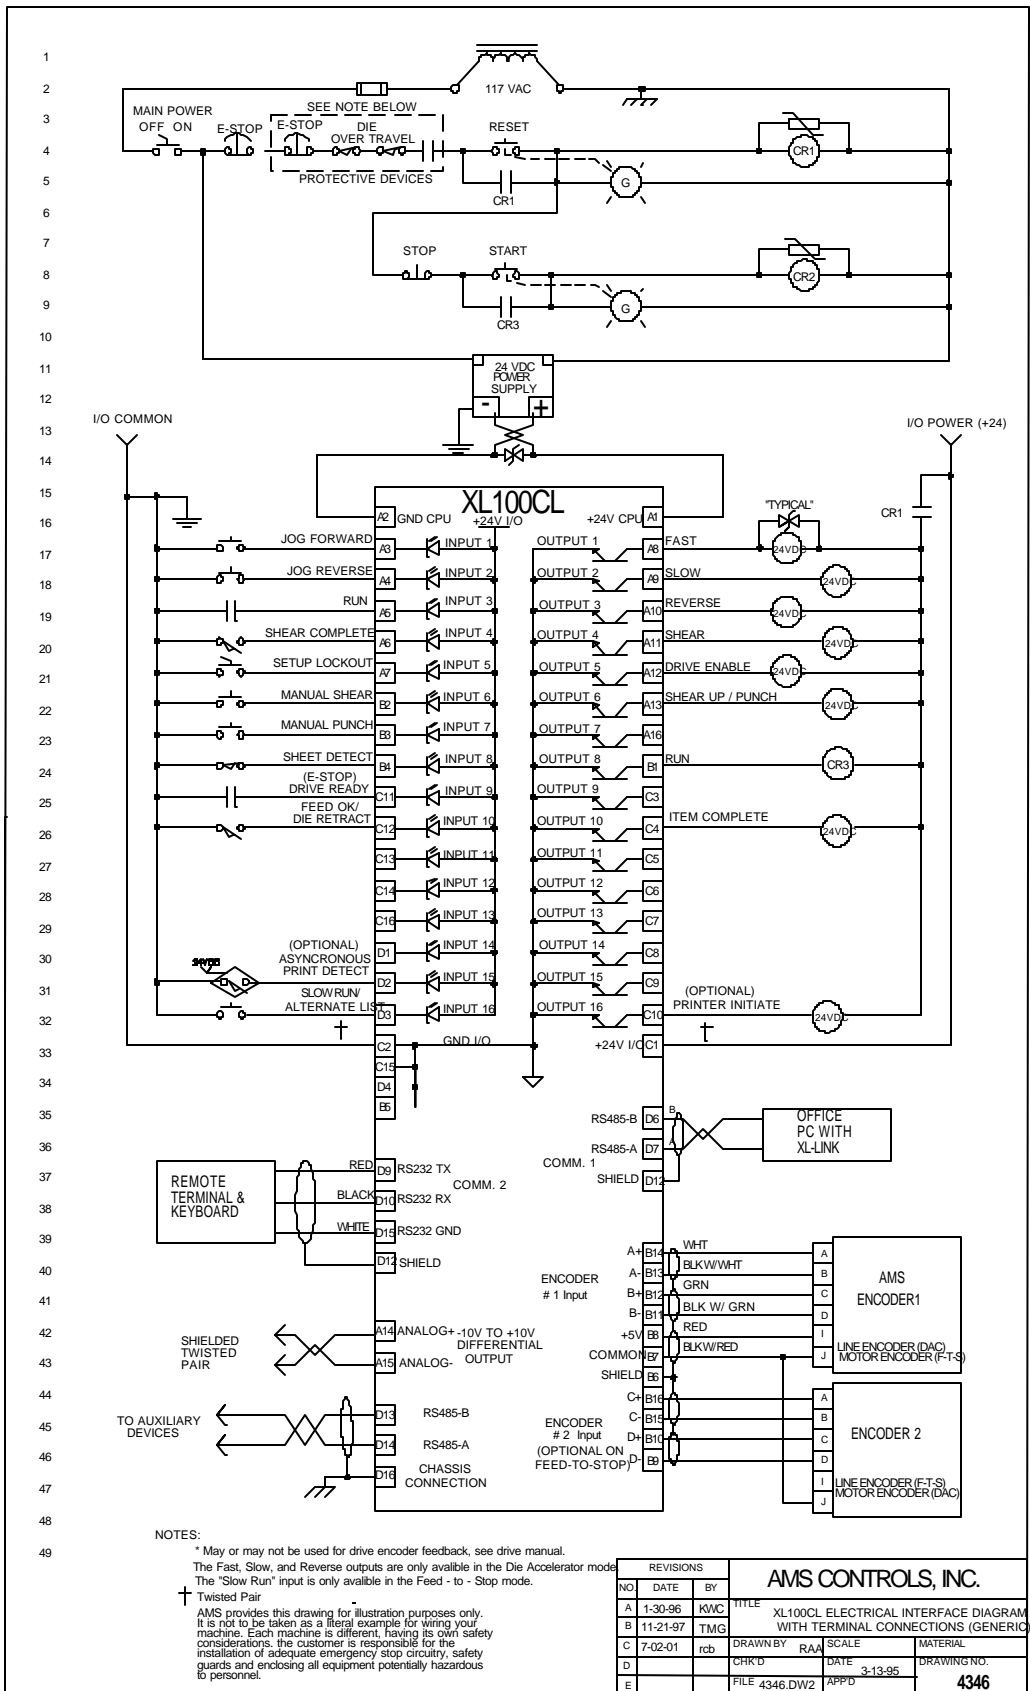 1
2
117 VAC
3
SEE NOTE BELOW
MAIN POWER
OFF ON
E-STOP
E-STOP
DIE
OVER TRAVEL
RESET
4
CR1
PROTECTIVE DEVICES
5
G
CR1
6
7
STOP
START
8
CR2
9
G
CR3
10
11
24 VDC
POWER
SUPPLY
12
- +
I/O COMMON
I/O POWER (+24)
13
14
15
XL100CL
16
A2 GND CPU
+24V I/O
+24V CPU A1
"TYPICAL"
CR1
17
JOG FORWARD A3 INPUT 1
OUTPUT 1 A8 FAST 24VDC
18
JOG REVERSE A4 INPUT 2
OUTPUT 2 A9 SLOW 24VDC
19
RUN A5 INPUT 3
OUTPUT 3 A10 REVERSE 24VDC
20
SHEAR COMPLETE A6 INPUT 4
OUTPUT 4 A11 SHEAR 24VDC
21
SETUP LOCKOUT A7 INPUT 5
OUTPUT 5 A12 DRIVE ENABLE 24VDC
22
MANUAL SHEAR B2 INPUT 6
OUTPUT 6 A13 SHEAR UP / PUNCH 24VDC
23
MANUAL PUNCH B3 INPUT 7
OUTPUT 7 A16
24
SHEET DETECT B4 INPUT 8
OUTPUT 8 B1 RUN CR3
25
(E-STOP)
DRIVE READY C11 INPUT 9
OUTPUT 9 C3
26
FEED OK/
DIE RETRACT C12 INPUT 10
OUTPUT 10 C4 ITEM COMPLETE 24VDC
27
C13 INPUT 11
OUTPUT 11 C5
28
C14 INPUT 12
OUTPUT 12 C6
29
C16 INPUT 13
OUTPUT 13 C7
30
(OPTIONAL)
ASYNCRONOUS
PRINT DETECT
D1 INPUT 14
OUTPUT 14 C8
31
D2 INPUT 15
OUTPUT 15 C9
32
SLOW RUN/
ALTERNATE LIST D3 INPUT 16
OUTPUT 16 C10
(OPTIONAL)
PRINTER INITIATE 24VDC
† †
33
C2 GND I/O
+24V I/O C1
C15
34
D4
B5
35
RS485-B D6 B
OFFICE
PC WITH
XL-LINK
36
RS485-A D7 A
COMM. 1
37
REMOTE
TERMINAL &
KEYBOARD
RED D9 RS232 TX
COMM. 2
SHIELD D12
38
BLACK D10 RS232 RX
39
WHITE D15 RS232 GND
40
D12 SHIELD
ENCODER
# 1 Input
A+ B14 WHT A
A- B13 BLK W/WHT B
B+ B12 GRN C
B- B11 BLK W/ GRN D
+5V B8 RED I
COMMON B7 BLK W/RED J
SHIELD B6
AMS
ENCODER1
LINE ENCODER (DAC)
MOTOR ENCODER (F-T-S)
41
42
SHIELDED
TWISTED
PAIR
A14 ANALOG+
-10V TO +10V
DIFFERENTIAL
OUTPUT
43
A15 ANALOG-
44
45
TO AUXILIARY
DEVICES
D13 RS485-B
46
D14 RS485-A
ENCODER
# 2 Input
(OPTIONAL ON
FEED-TO-STOP)
C+ B16 A
C- B15 B
D+ B10 C
D- B9 D
I
J
ENCODER 2
LINE ENCODER (F-T-S)
MOTOR ENCODER (DAC)
47
D16 CHASSIS
CONNECTION
48
49
NOTES:
* May or may not be used for drive encoder feedback, see drive manual.
The Fast, Slow, and Reverse outputs are only avalible in the Die Accelerator mode
The "Slow Run" input is only avalible in the Feed - to - Stop mode.
† Twisted Pair
AMS provides this drawing for illustration purposes only.
It is not to be taken as a literal example for wiring your
machine. Each machine is different, having its own safety
considerations. the customer is responsible for the
installation of adequate emergency stop circuitry, safety
guards and enclosing all equipment potentially hazardous
to personnel.
REVISIONS
NO. DATE BY
A 1-30-96 KWC
B 11-21-97 TMG
C 7-02-01 rcb
D
E
AMS CONTROLS, INC.
TITLE
XL100CL ELECTRICAL INTERFACE DIAGRAM
WITH TERMINAL CONNECTIONS (GENERIC)
DRAWN BY RAA
SCALE
MATERIAL
CHK'D
DATE 3-13-95
DRAWING NO.
FILE 4346.DW2
APP'D
4346